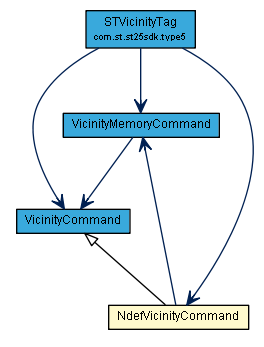 STVicinityTag
com.st.st25sdk.type5
VicinityMemoryCommand
VicinityCommand
NdefVicinityCommand